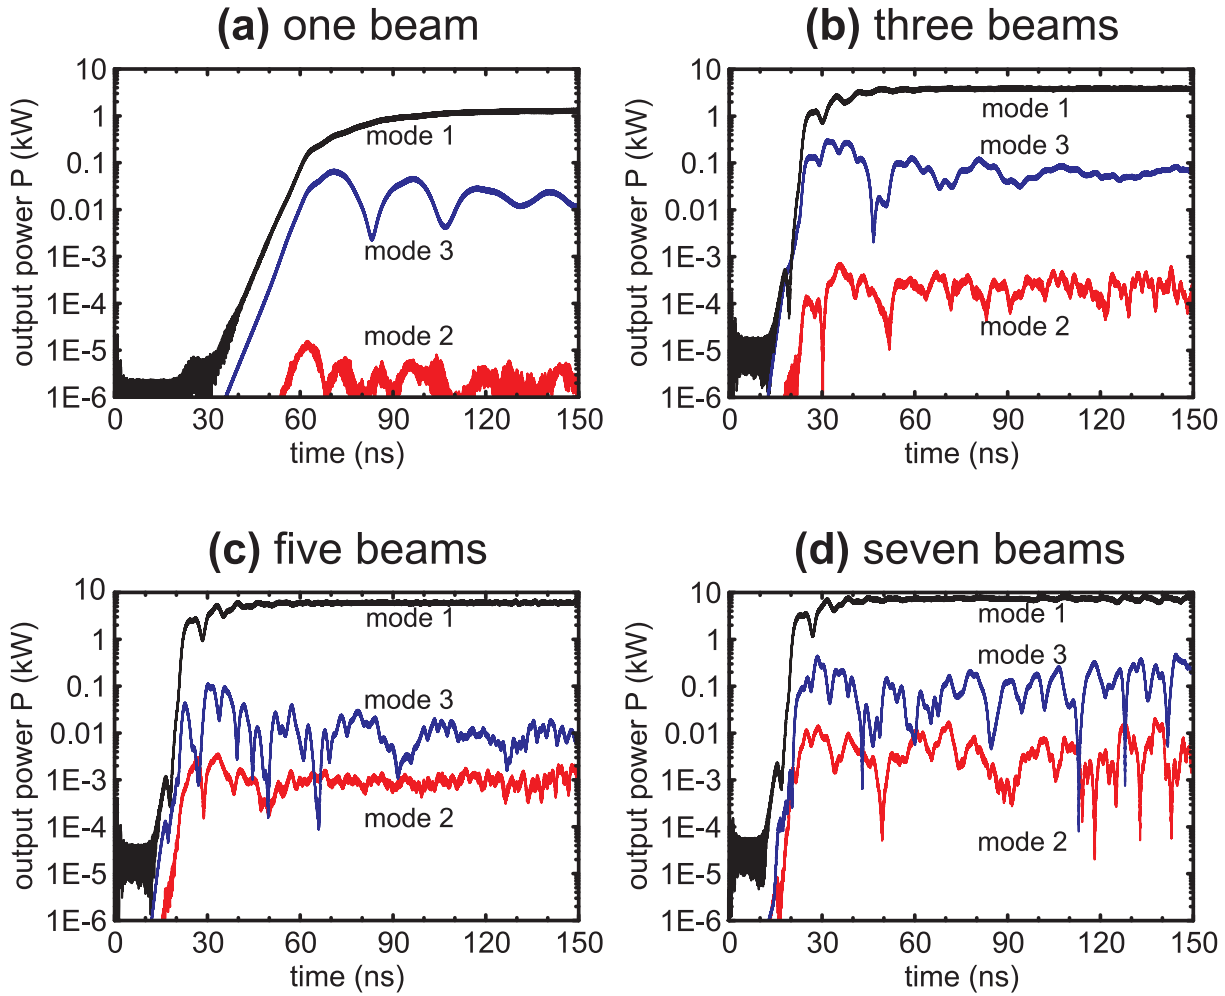 (a) one beam
output power P (kW)
10
1
0.1
0.01
1E-3
1E-4
1E-5
1E-6
mode 1
mode 3
mode 2
0 30 60 90 120 150
time (ns)
(b) three beams
output power P (kW)
10
1
0.1
0.01
1E-3
1E-4
1E-5
1E-6
mode 1
mode 3
mode 2
0 30 60 90 120 150
time (ns)
(c) five beams
output power P (kW)
10
1
0.1
0.01
1E-3
1E-4
1E-5
1E-6
mode 1
mode 3
mode 2
0 30 60 90 120 150
time (ns)
(d) seven beams
output power P (kW)
10
1
0.1
0.01
1E-3
1E-4
1E-5
1E-6
mode 1
mode 3
mode 2
0 30 60 90 120 150
time (ns)